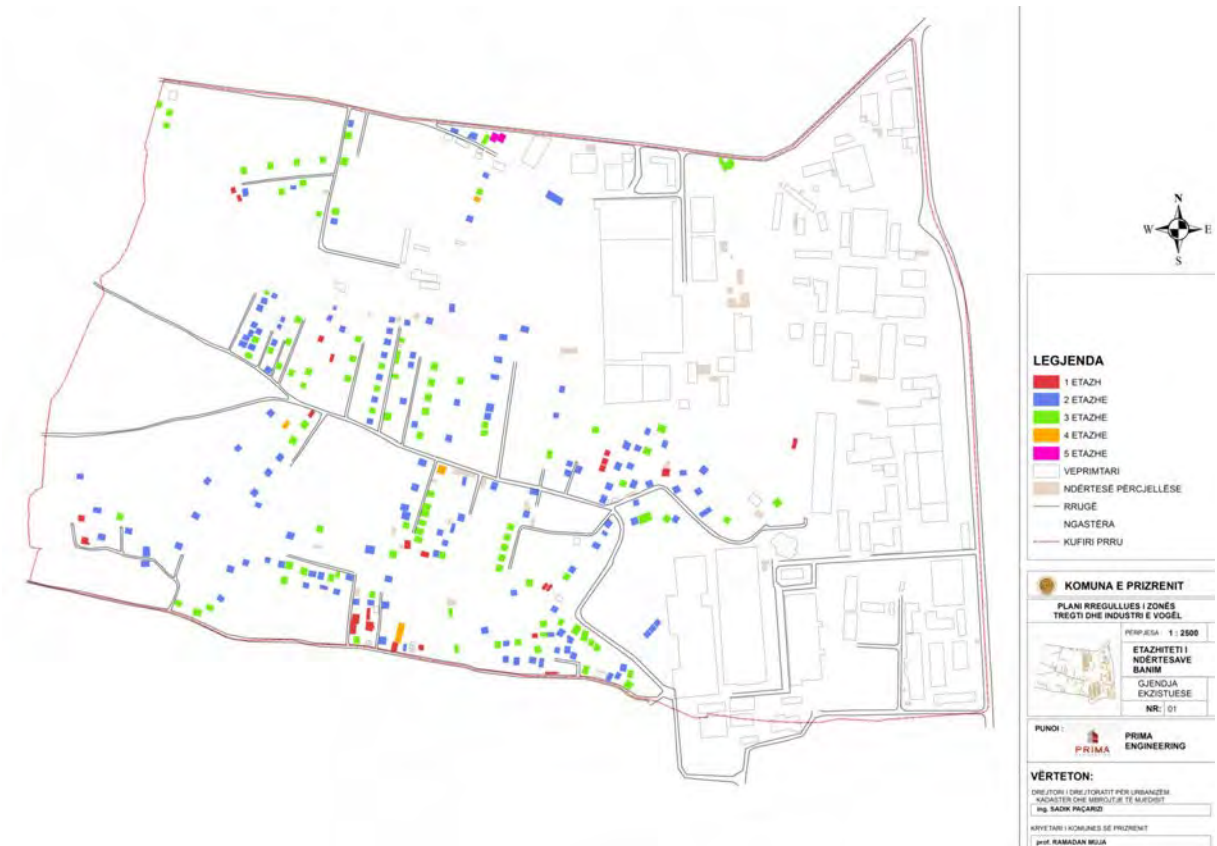 N
W E
S
LEGJENDA
1 ETAZH
2 ETAZHE
3 ETAZHE
4 ETAZHE
5 ETAZHE
VEPRIMTARI
NDËRTESË PËRCJELLËSE
RRUGË
NGASTËRA
KUFIRI PRRU
KOMUNA E PRIZRENIT
PLANI RREGULLUES I ZONËS
TREGTI DHE INDUSTRI E VOGËL
PËRPJESA : 1 : 2500
ETAZHITETI I
NDËRTESAVE
BANIM
GJENDJA
EKZISTUESE
NR: 01
PUNOI :
PRIMA
PRIMA
ENGINEERING
VËRTETON:
DREJTORI I DREJTORATIT PËR URBANIZËM
KADASTËR DHE MBROJTJE TË MJEDISIT
ing. SADIK PAÇARIZI
KRYETARI I KOMUNES SË PRIZRENIT
prof. RAMADAN MUJA